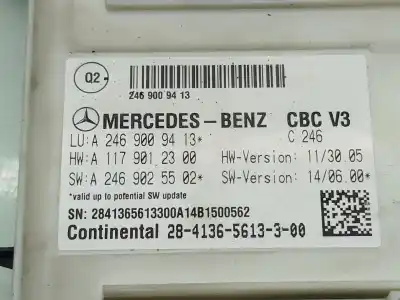 Q2-
246 900 94 13
MERCEDES-BENZ CBC V3
LU:A 246 900 94 13* C 246
HW:A 117 901 23 00 HW-Version: 11/30.05
SW:A 246 902 55 02* SW-Version: 14/06.00*
*valid up to potential SW update
SN: 2841365613300A14B1500562
Continental 28-4136-5613-3-00